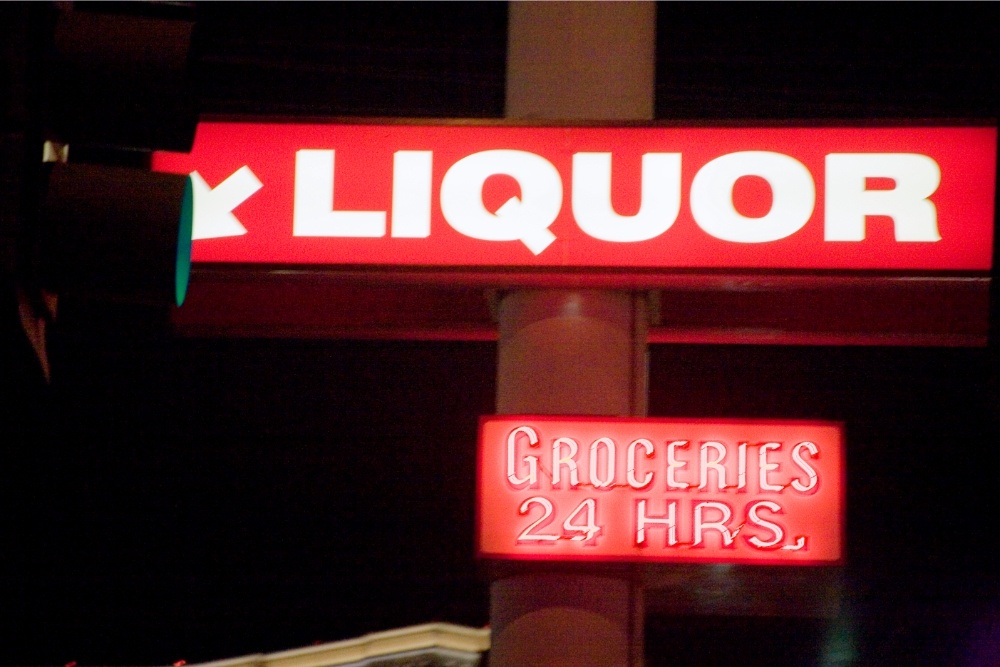 LIQUOR
GROCERIES
24 HRS.